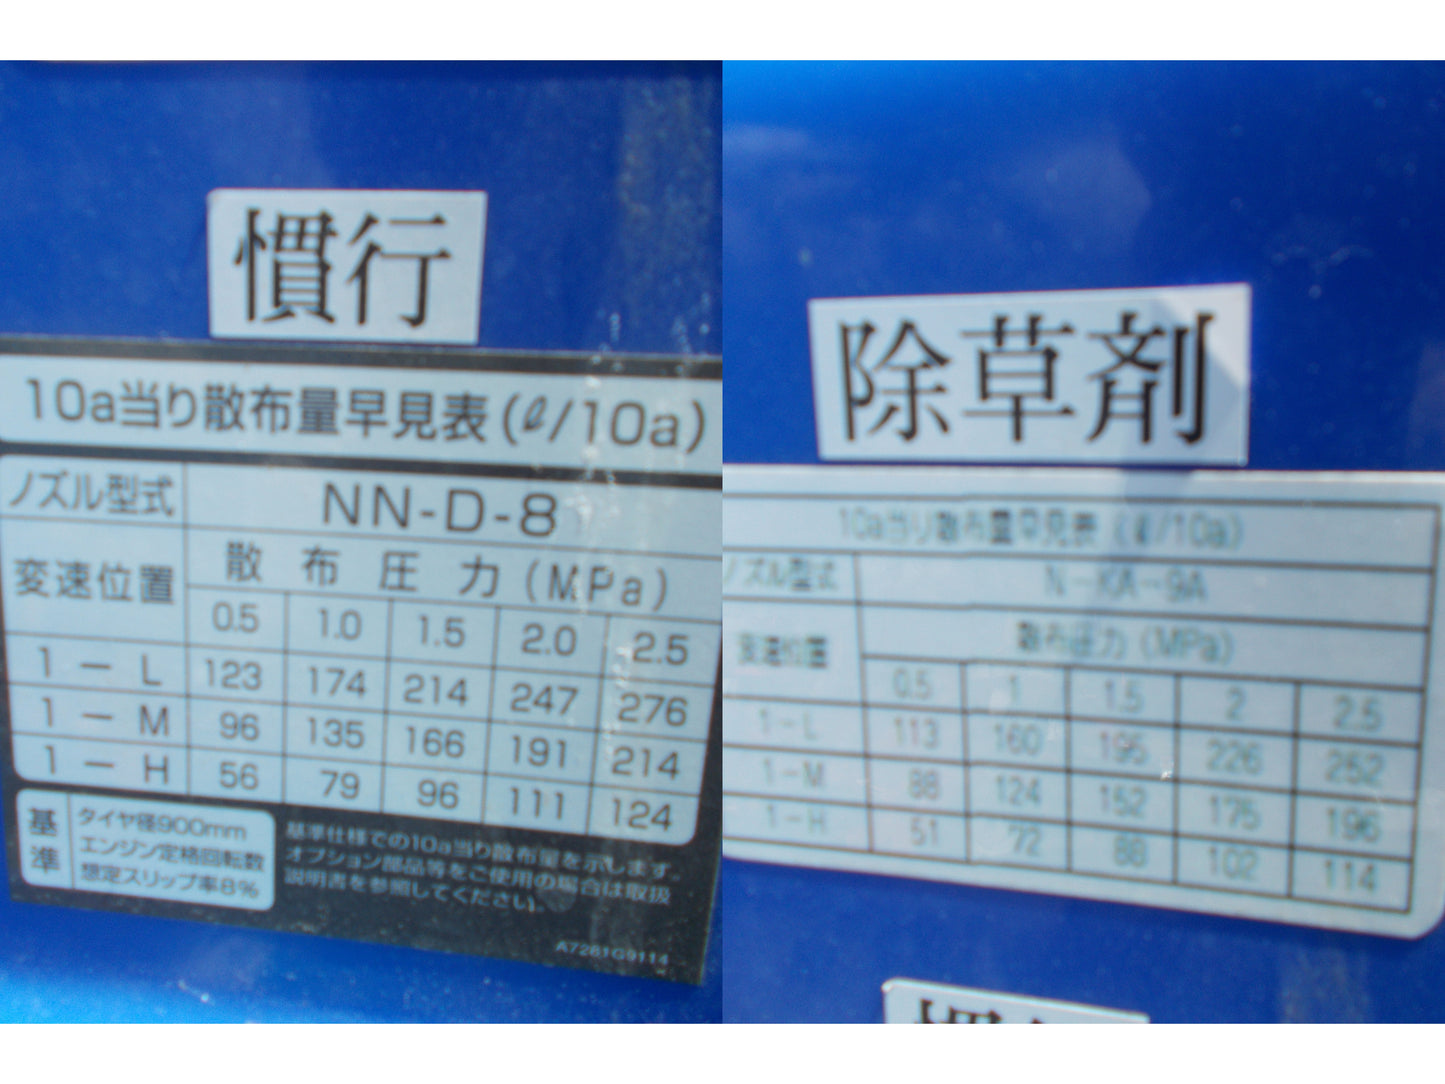 慣行
10a当り散布量早見表(ℓ/10a)
ノズル型式 NN-D-8
変速位置 散布圧力(MPa)
0.5 1.0 1.5 2.0 2.5
1-L 123 174 214 247 276
1-M 96 135 166 191 214
1-H 56 79 96 111 124
基準
タイヤ径900mm
エンジン定格回転数
想定スリップ率8%
基準仕様での10a当り散布量を示します。
オプション部品等をご使用の場合は取扱
説明書を参照してください。
A7281G9114
除草剤
10a当り散布量早見表(ℓ/10a)
ノズル型式 N-KA-9A
変速位置 散布圧力(MPa)
0.5 1 1.5 2 2.5
1-L 113 160 195 226 252
1-M 88 124 152 175 196
1-H 51 72 88 102 114
慣行